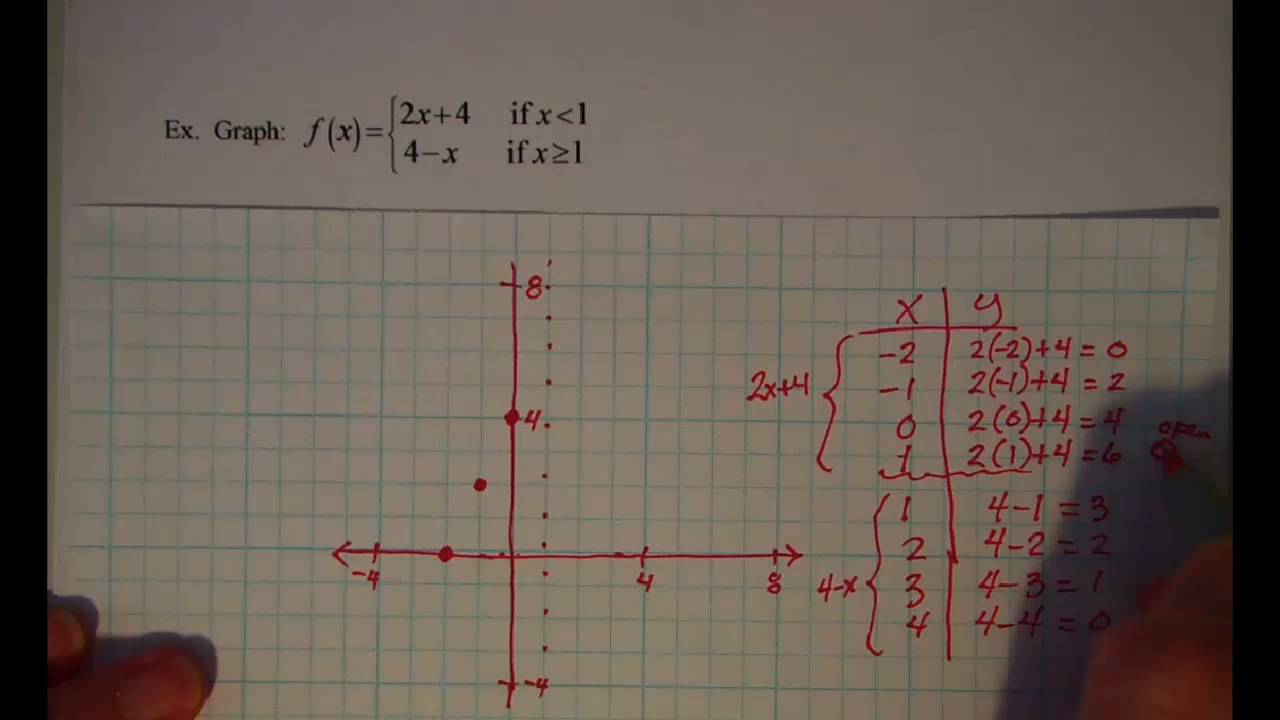 Ex. Graph: f(x)={2x+4 if x<1
4−x if x≥1
8
4
-4 4 8
-4
x y
2x+4
-2 2(-2)+4=0
-1 2(-1)+4=2
0 2(0)+4=4
open
1 2(1)+4=6
4-x
1 4-1=3
2 4-2=2
3 4-3=1
4 4-4=0